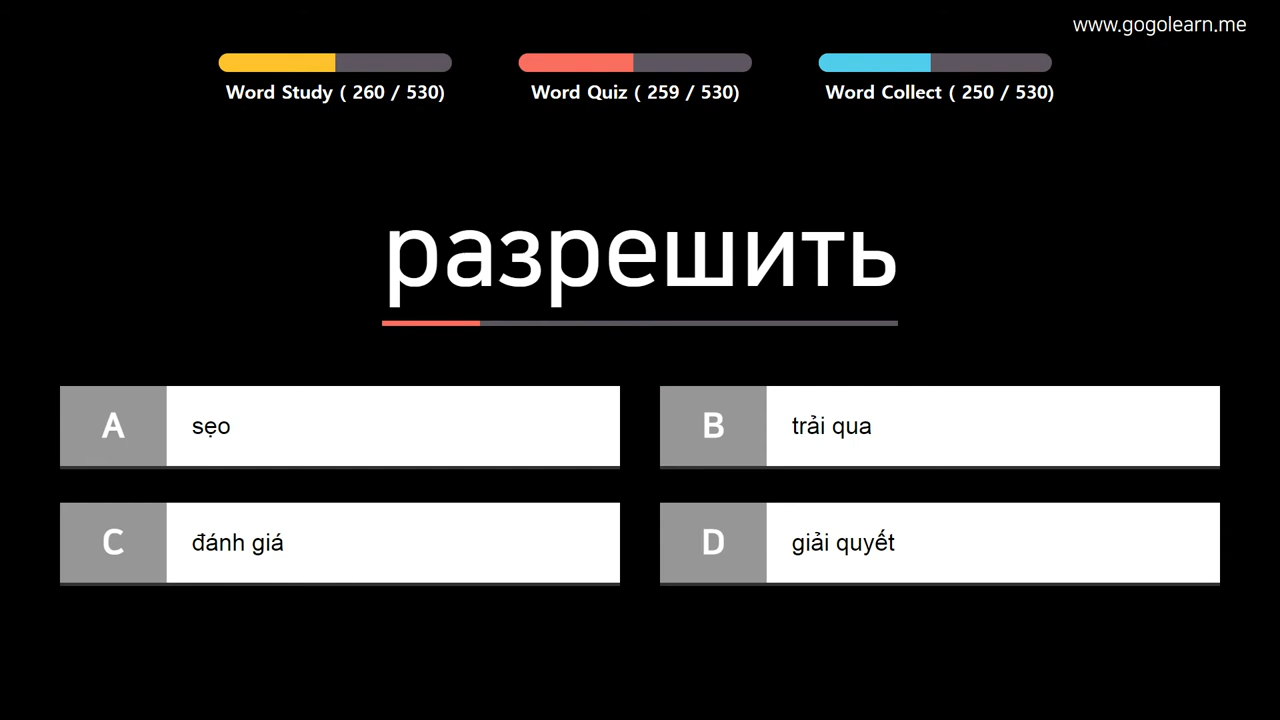 www.gogolearn.me
Word Study ( 260 / 530)
Word Quiz ( 259 / 530)
Word Collect ( 250 / 530)
разрешить
A sẹo
B trải qua
C đánh giá
D giải quyết